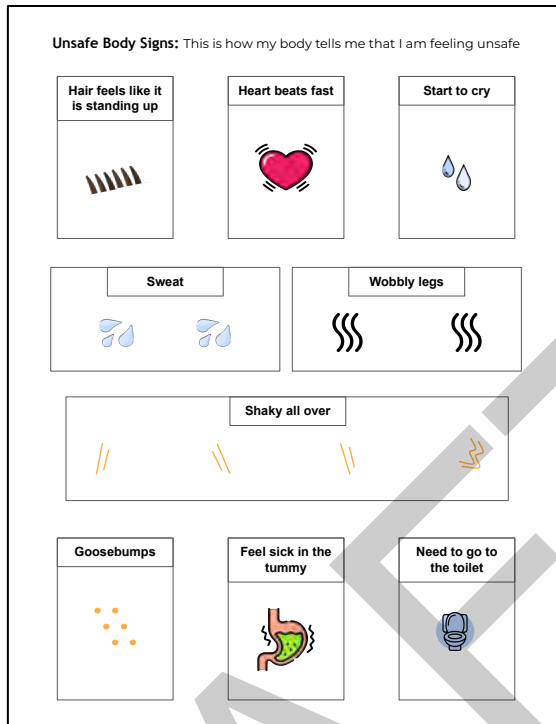 Unsafe Body Signs: This is how my body tells me that I am feeling unsafe
Hair feels like it
is standing up
Heart beats fast
Start to cry
Sweat
Wobbly legs
Shaky all over
Goosebumps
Feel sick in the
tummy
Need to go to
the toilet